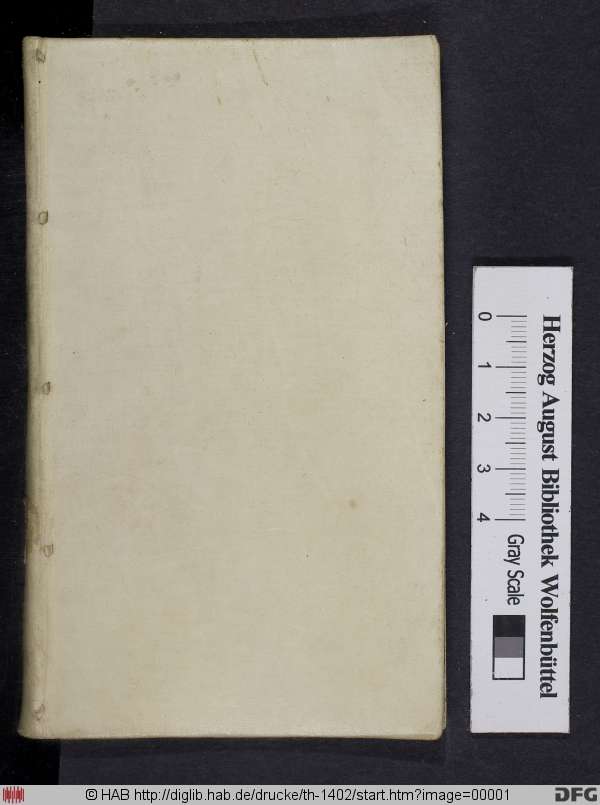 Herzog August Bibliothek Wolfenbüttel
0 1 2 3 4
Gray Scale
© HAB http://diglib.hab.de/drucke/th-1402/start.htm?image=00001
DFG